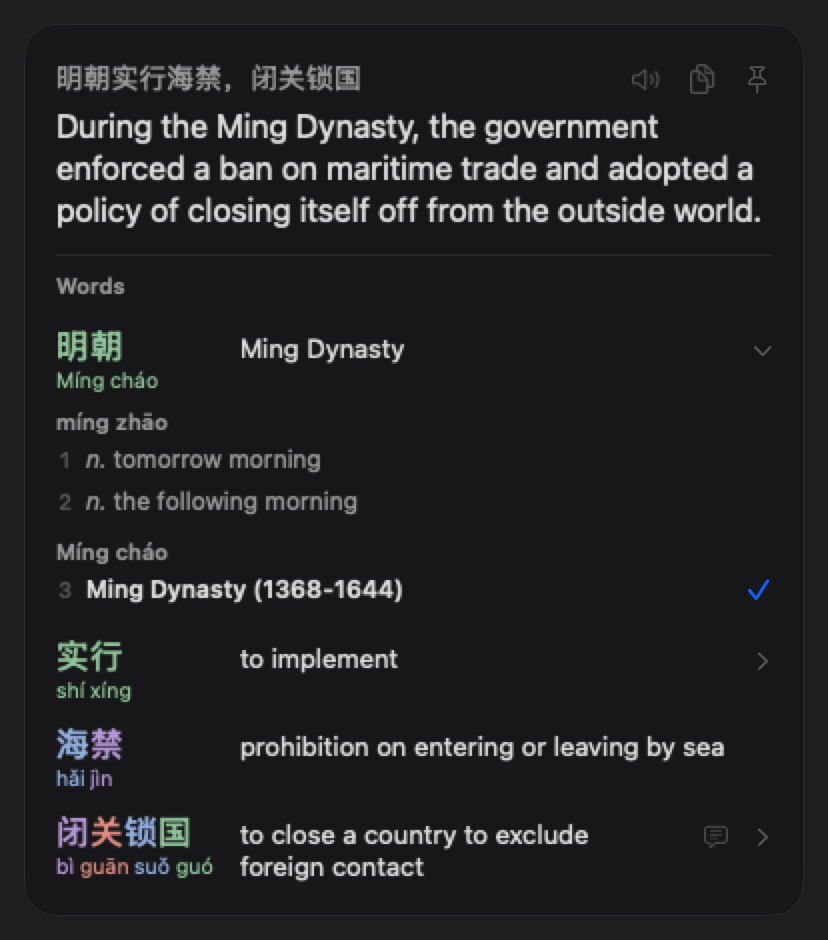 明朝实行海禁，闭关锁国
During the Ming Dynasty, the government
enforced a ban on maritime trade and adopted a
policy of closing itself off from the outside world.
Words
明朝 Ming Dynasty
Míng cháo
míng zhāo
1 n. tomorrow morning
2 n. the following morning
Míng cháo
3 Ming Dynasty (1368-1644)
实行 to implement
shí xíng
海禁 prohibition on entering or leaving by sea
hǎi jìn
闭关锁国 to close a country to exclude
bì guān suǒ guó foreign contact